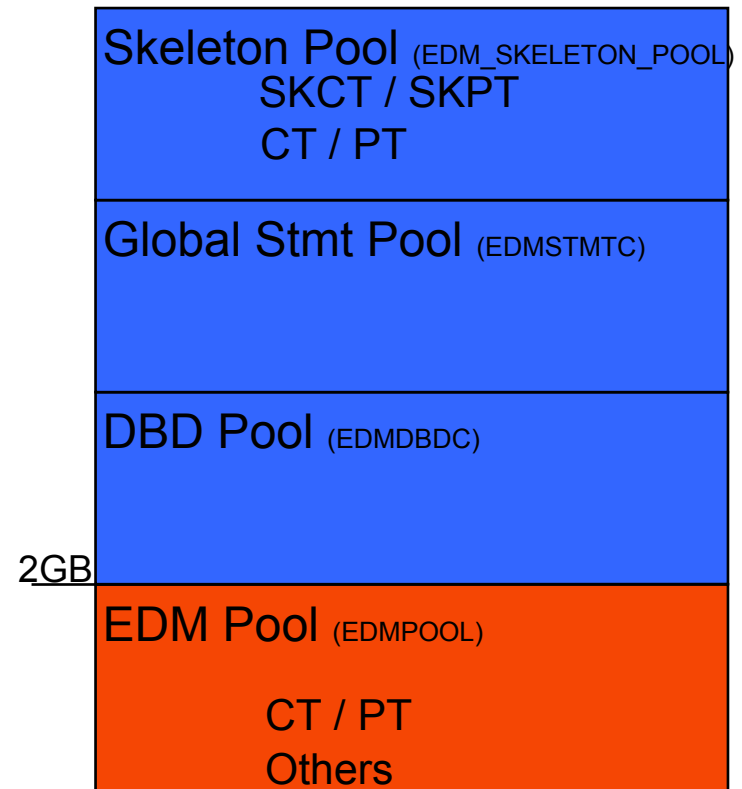 Skeleton Pool (EDM_SKELETON_POOL)
SKCT / SKPT
CT / PT
Global Stmt Pool (EDMSTMTC)
DBD Pool (EDMDBDC)
2GB
EDM Pool (EDMPOOL)
CT / PT
Others